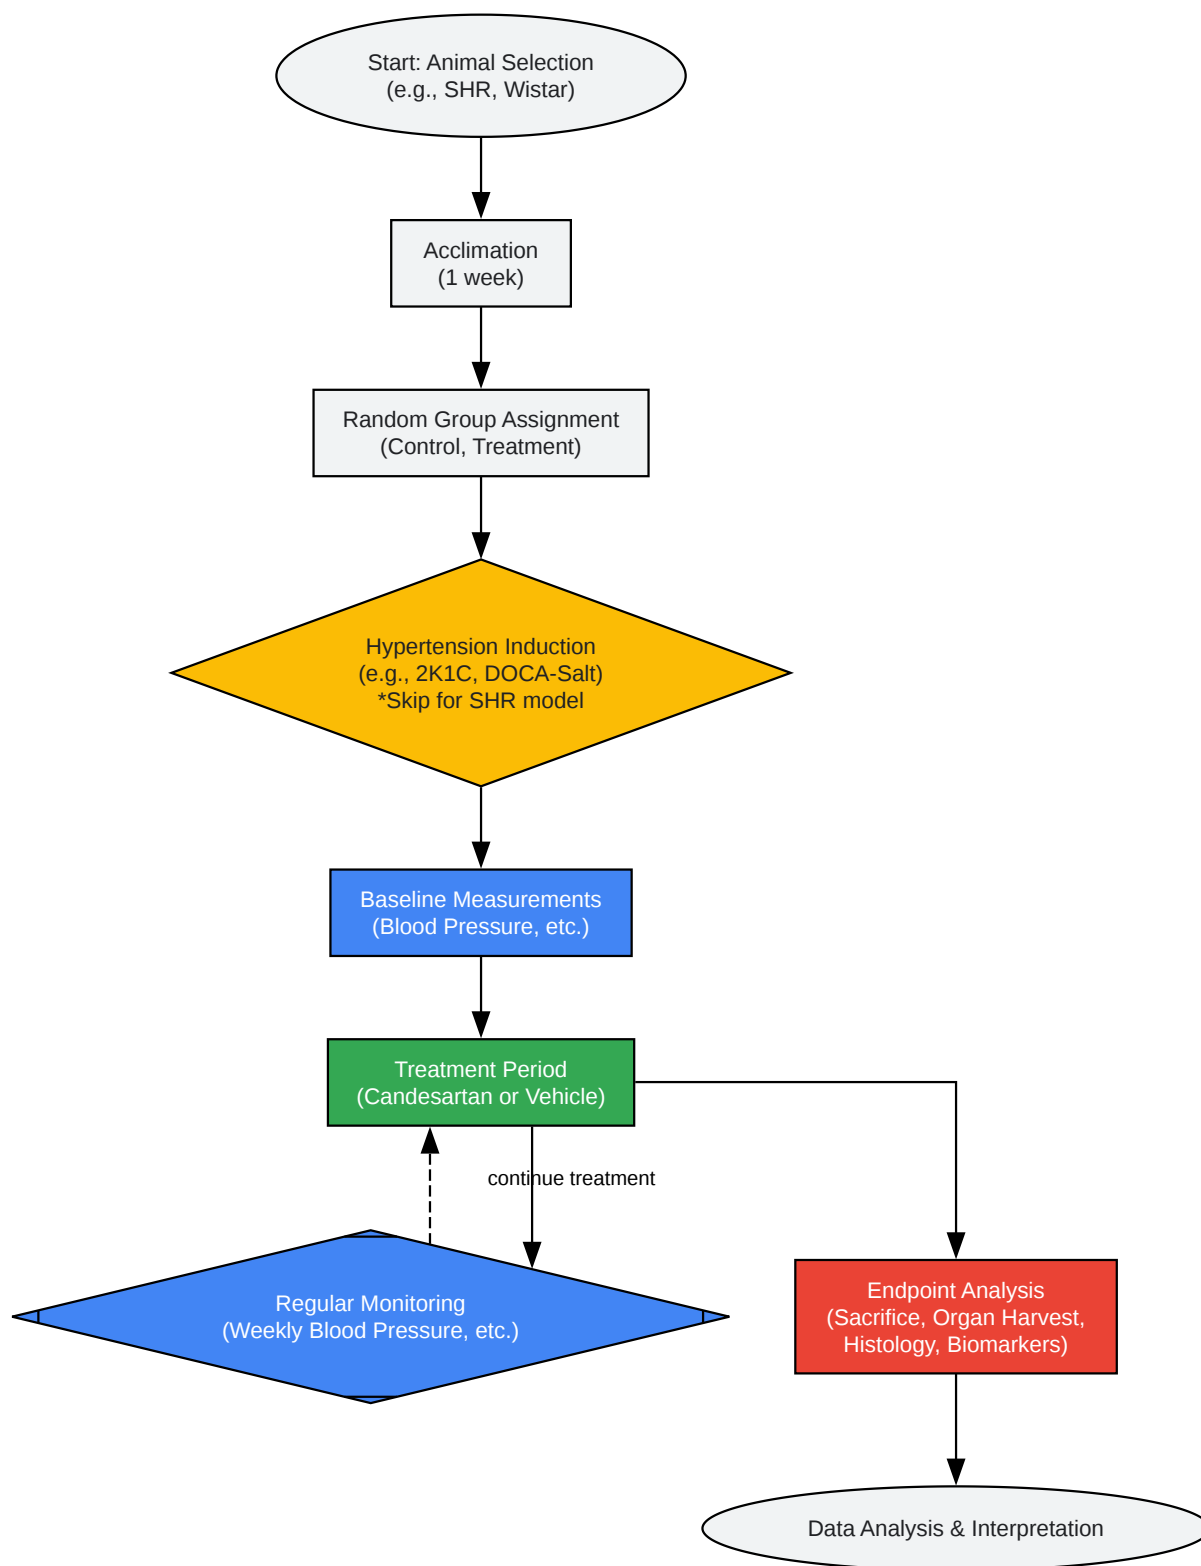 Start: Animal Selection
(e.g., SHR, Wistar)
Acclimation
(1 week)
Random Group Assignment
(Control, Treatment)
Hypertension Induction
(e.g., 2K1C, DOCA-Salt)
*Skip for SHR model
Baseline Measurements
(Blood Pressure, etc.)
Treatment Period
(Candesartan or Vehicle)
continue treatment
Regular Monitoring
(Weekly Blood Pressure, etc.)
Endpoint Analysis
(Sacrifice, Organ Harvest,
Histology, Biomarkers)
Data Analysis & Interpretation